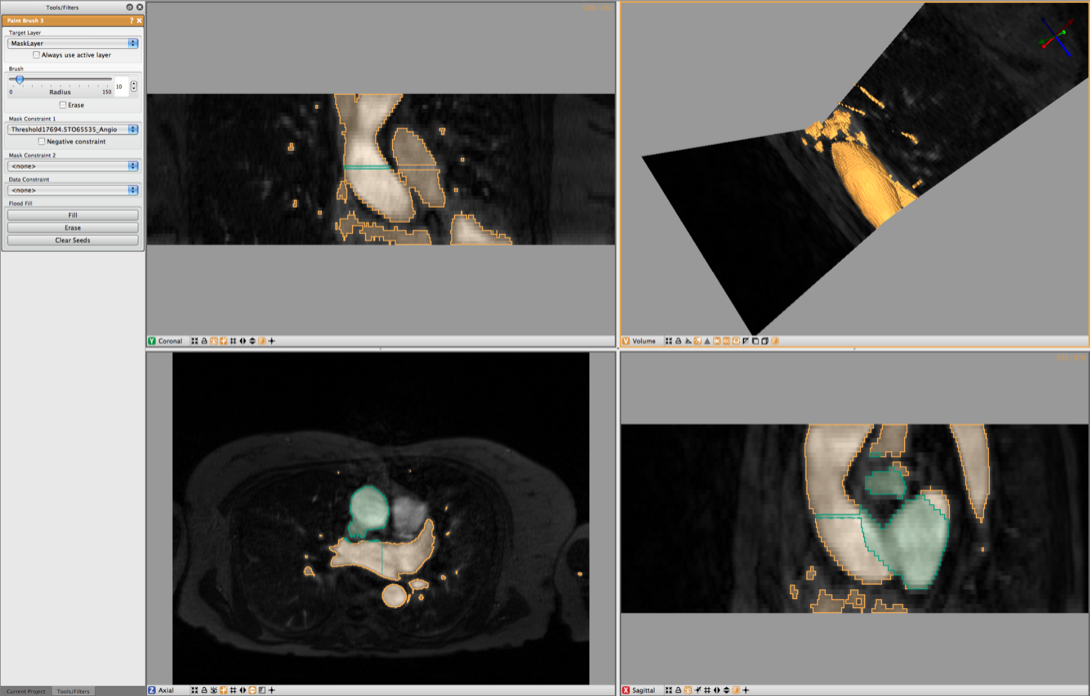 Tools/Filters
Paint Brush 3
? ×
Target Layer
MaskLayer
Always use active layer
Brush
0
Radius
150
10
Erase
Mask Constraint 1
Threshold17694.5TO65535_Angio
Negative constraint
Mask Constraint 2
<none>
Data Constraint
<none>
Flood Fill
Fill
Erase
Clear Seeds
Current Project
Tools/Filters
Y Coronal
V Volume
Z Axial
X Sagittal